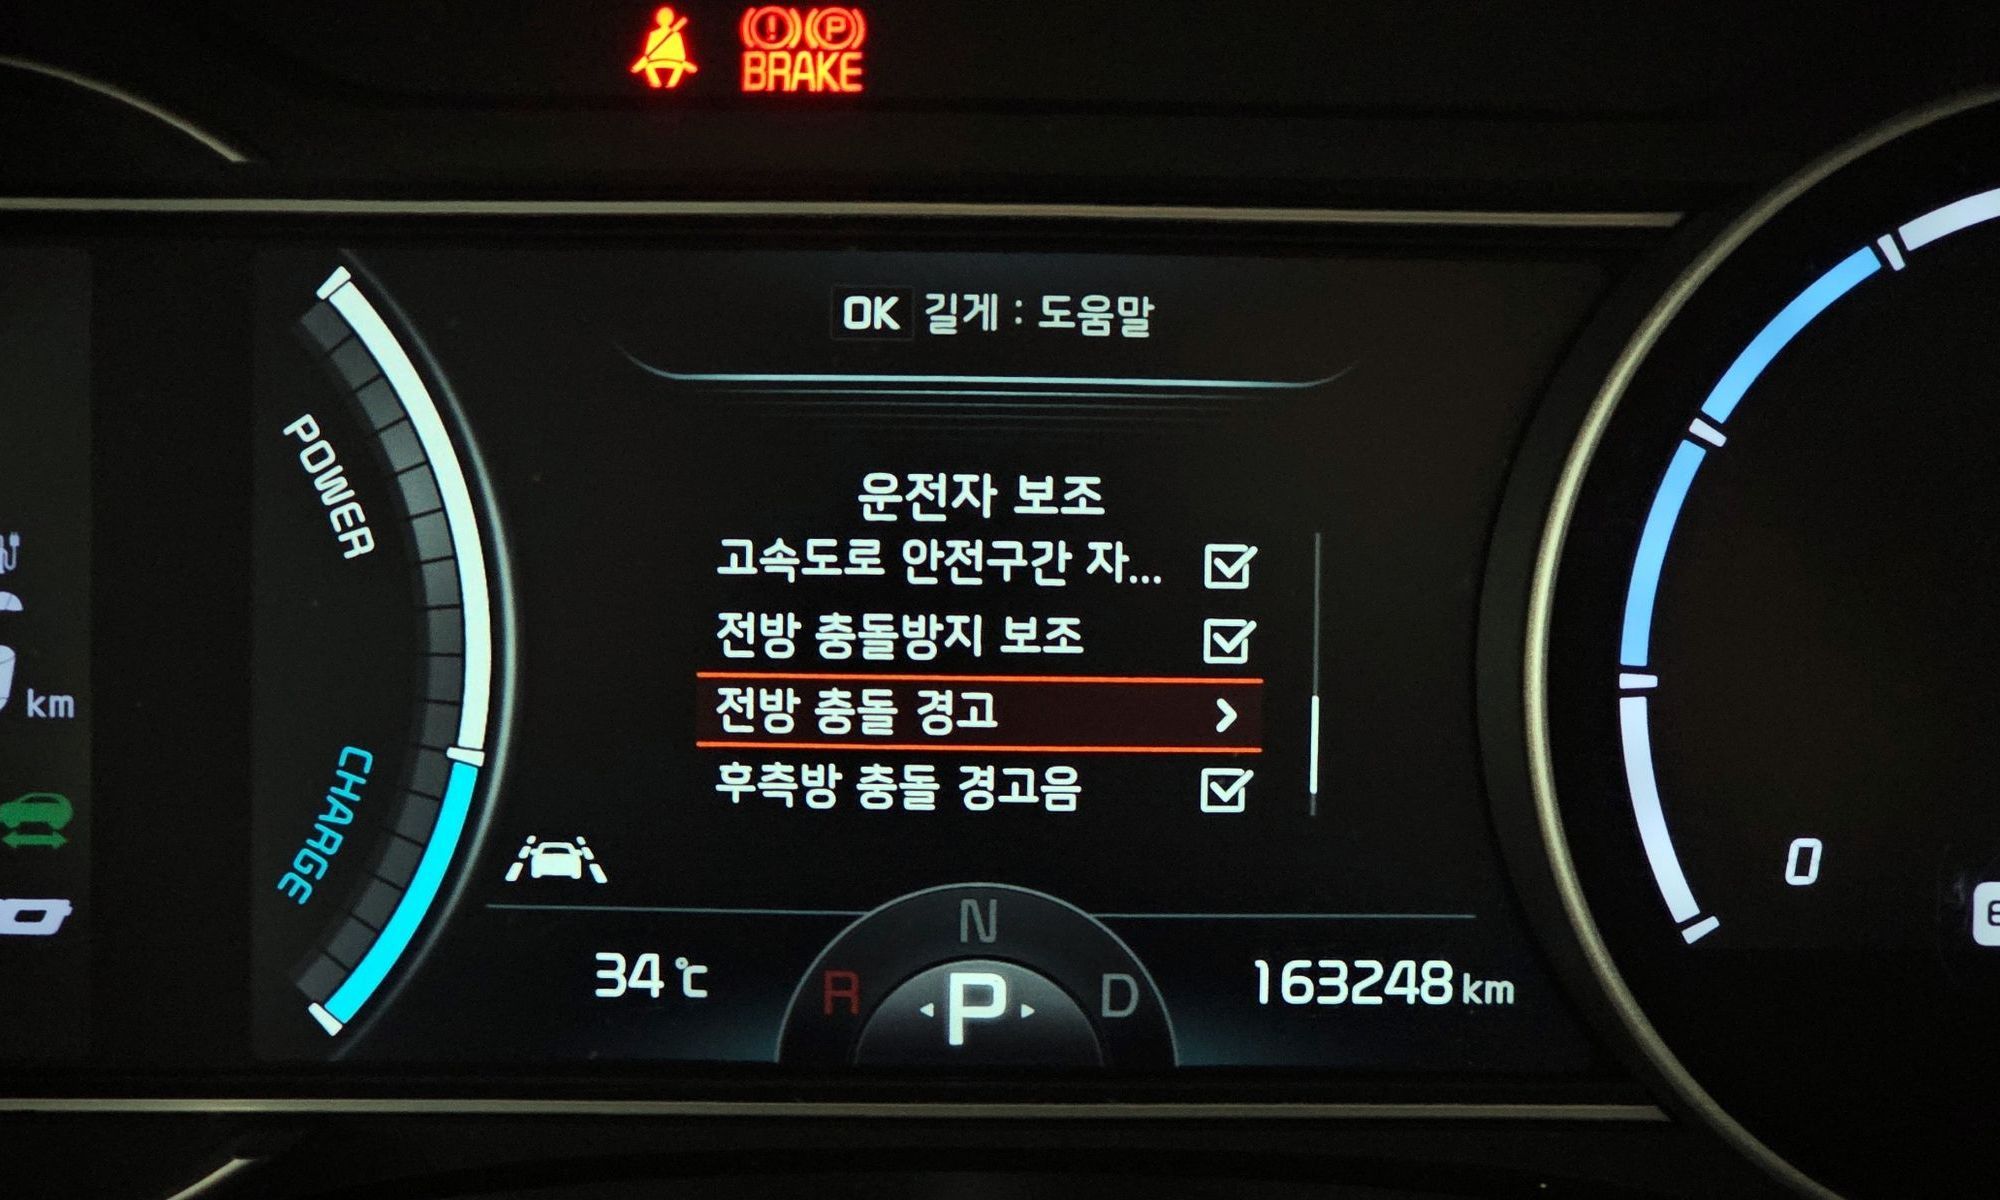 BRAKE
OK 길게 : 도움말
POWER
운전자 보조
고속도로 안전구간 자...
전방 충돌방지 보조
전방 충돌 경고
후측방 충돌 경고음
km
CHARGE
N
R P D
34 ℃
163248 km
0